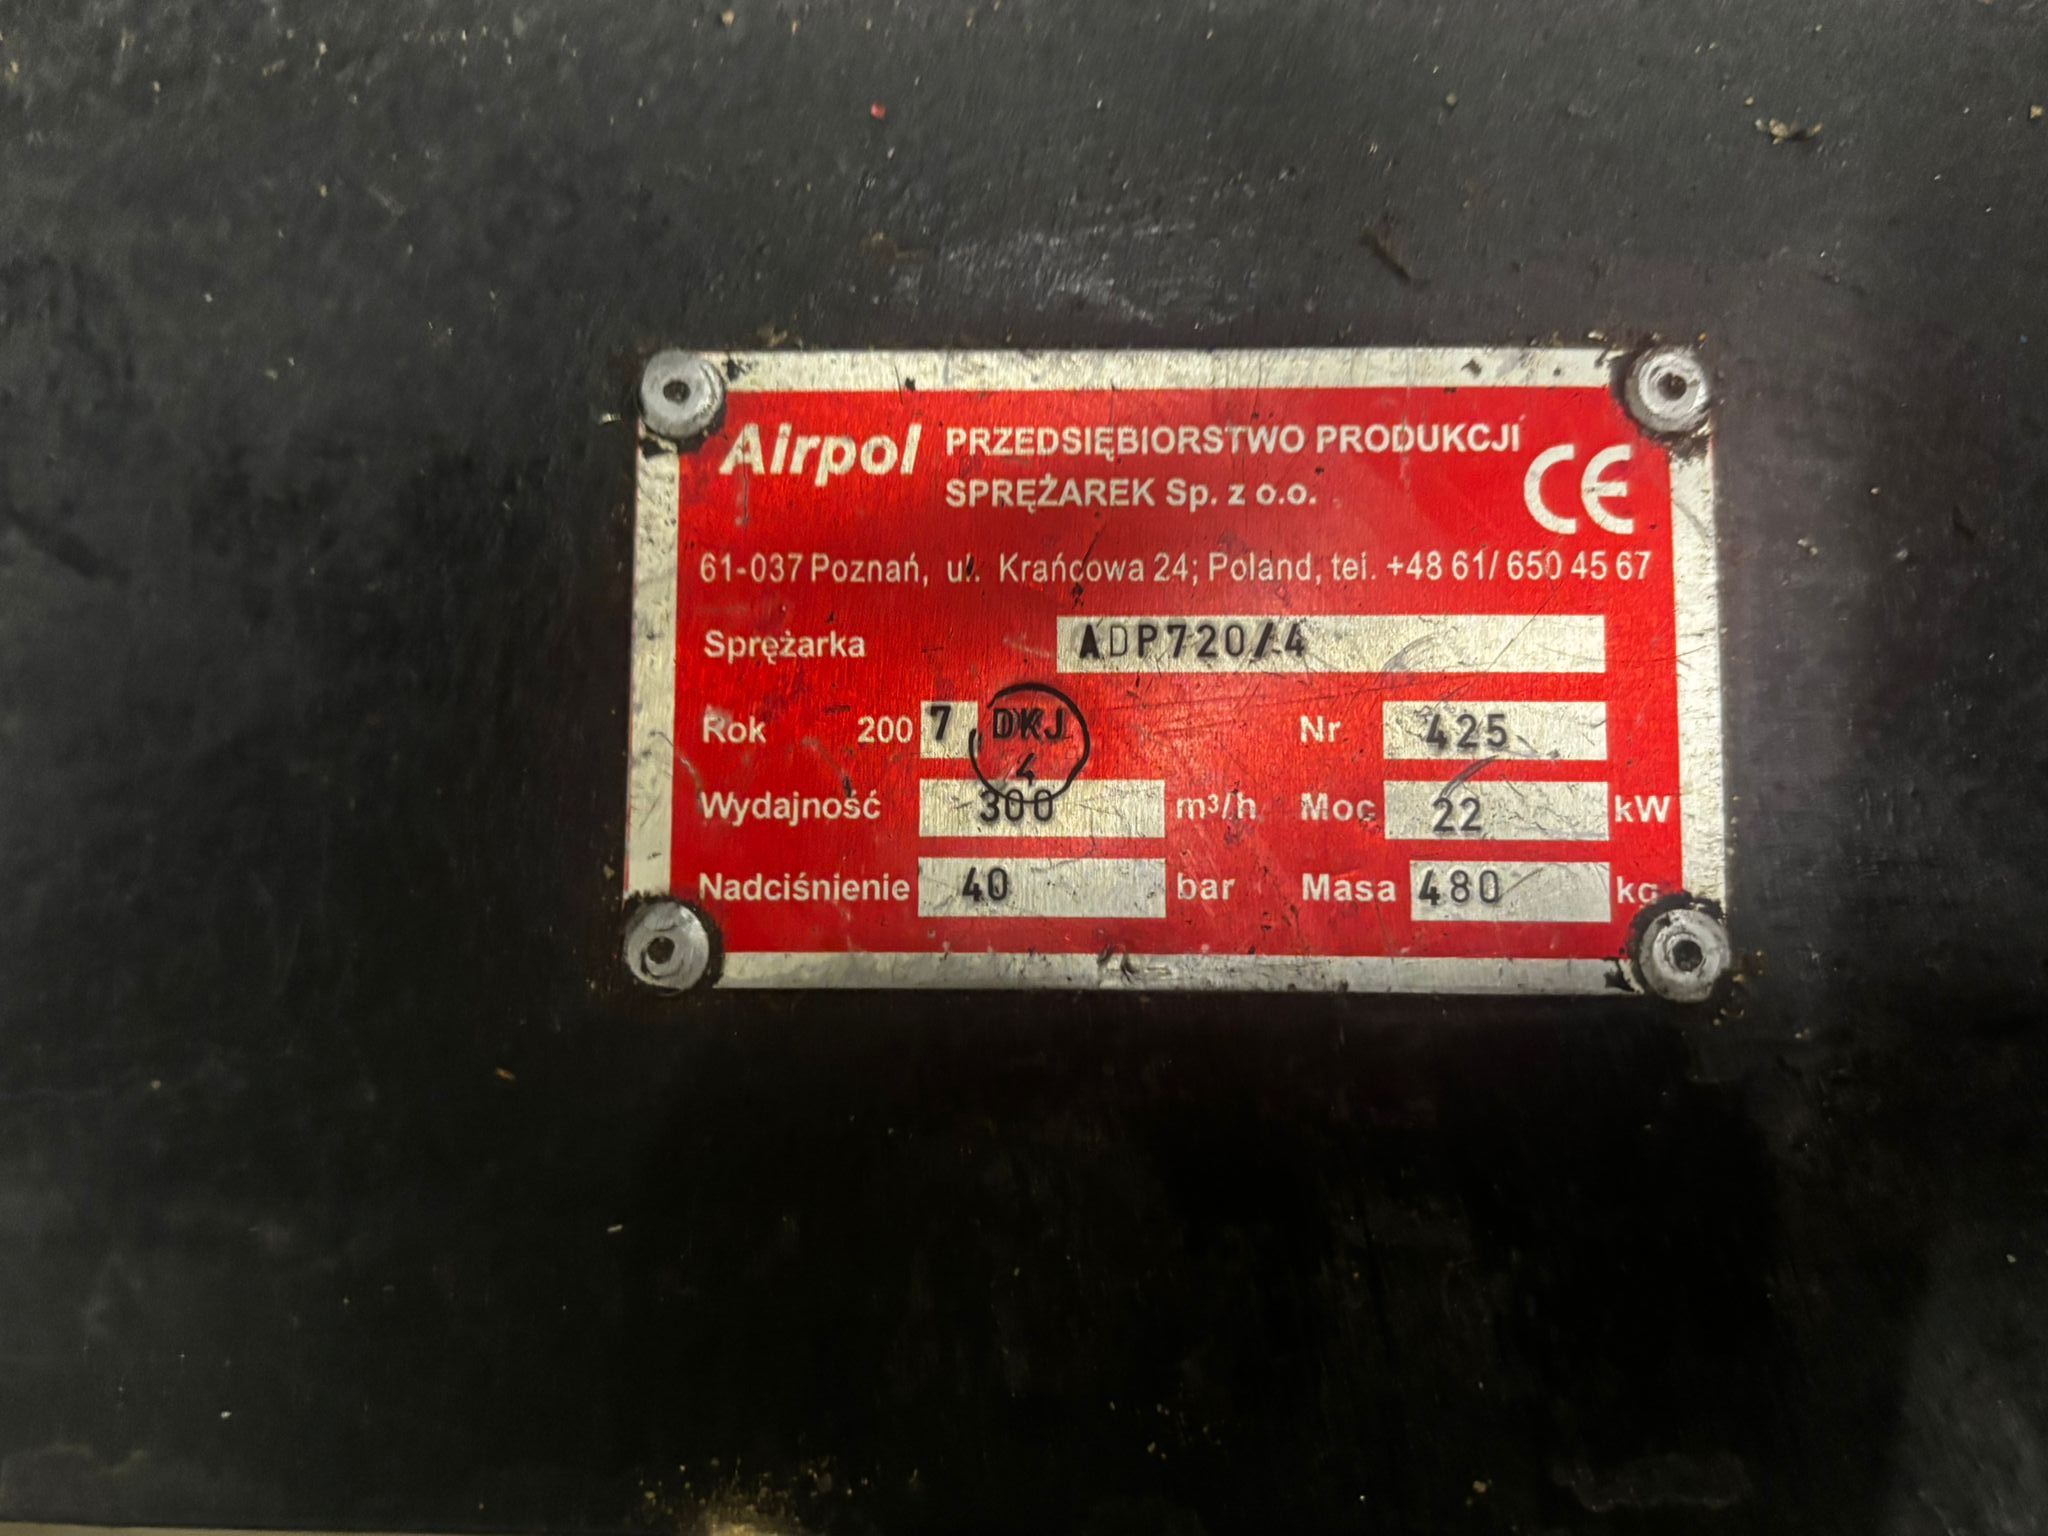 Airpol PRZEDSIĘBIORSTWO PRODUKCJI
SPRĘŻAREK Sp. z o.o.
CE
61-037 Poznań, ul. Krańcowa 24; Poland, tel. +48 61/ 650 45 67
Sprężarka ADP720/4
Rok 2007 DKJ 4 Nr 425
Wydajność 300 m³/h Moc 22 kW
Nadciśnienie 40 bar Masa 480 kg